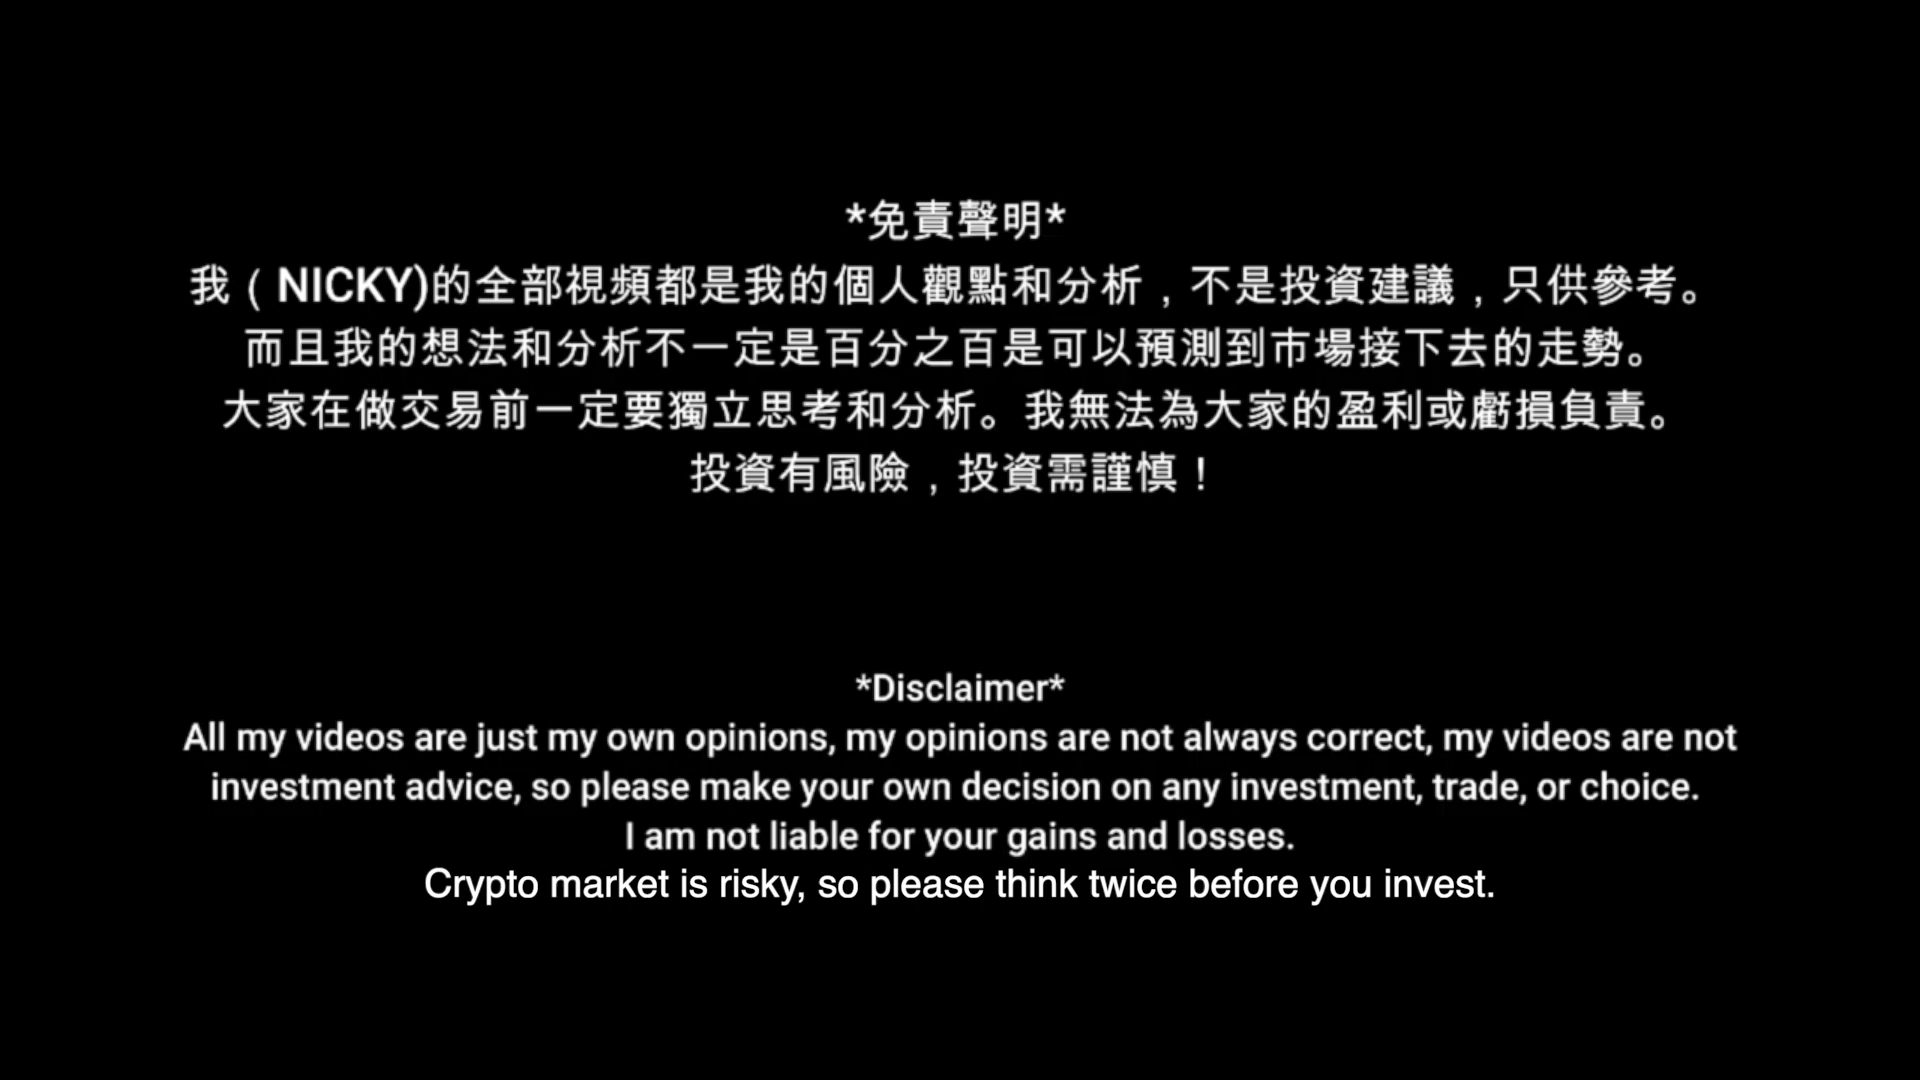 *免責聲明*
我（NICKY)的全部視頻都是我的個人觀點和分析，不是投資建議，只供參考。
而且我的想法和分析不一定是百分之百是可以預測到市場接下去的走勢。
大家在做交易前一定要獨立思考和分析。我無法為大家的盈利或虧損負責。
投資有風險，投資需謹慎！
*Disclaimer*
All my videos are just my own opinions, my opinions are not always correct, my videos are not
investment advice, so please make your own decision on any investment, trade, or choice.
I am not liable for your gains and losses.
Crypto market is risky, so please think twice before you invest.